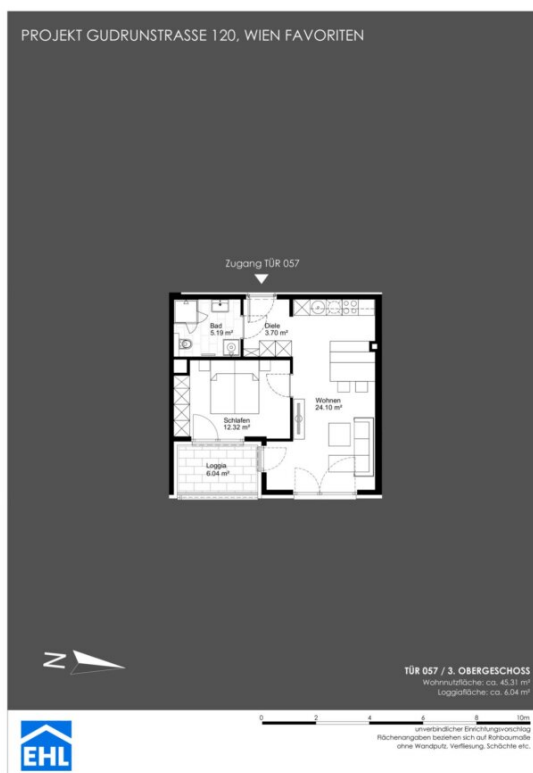 PROJEKT GUDRUNSTRASSE 120, WIEN FAVORITEN
Zugang TÜR 057
Bad
5.19 m²
Diele
3.70 m²
Wohnen
24.10 m²
Schlafen
12.32 m²
Loggia
6.04 m²
N
TÜR 057 / 3. OBERGESCHOSS
Wohnnutzfläche: ca. 45.31 m²
Loggiafläche: ca. 6.04 m²
0 2 4 6 8 10m
unverbindlicher Einrichtungsvorschlag
Flächenangaben beziehen sich auf Rohbaumaße
ohne Wandputz, Verfliesung, Schächte etc.
EHL